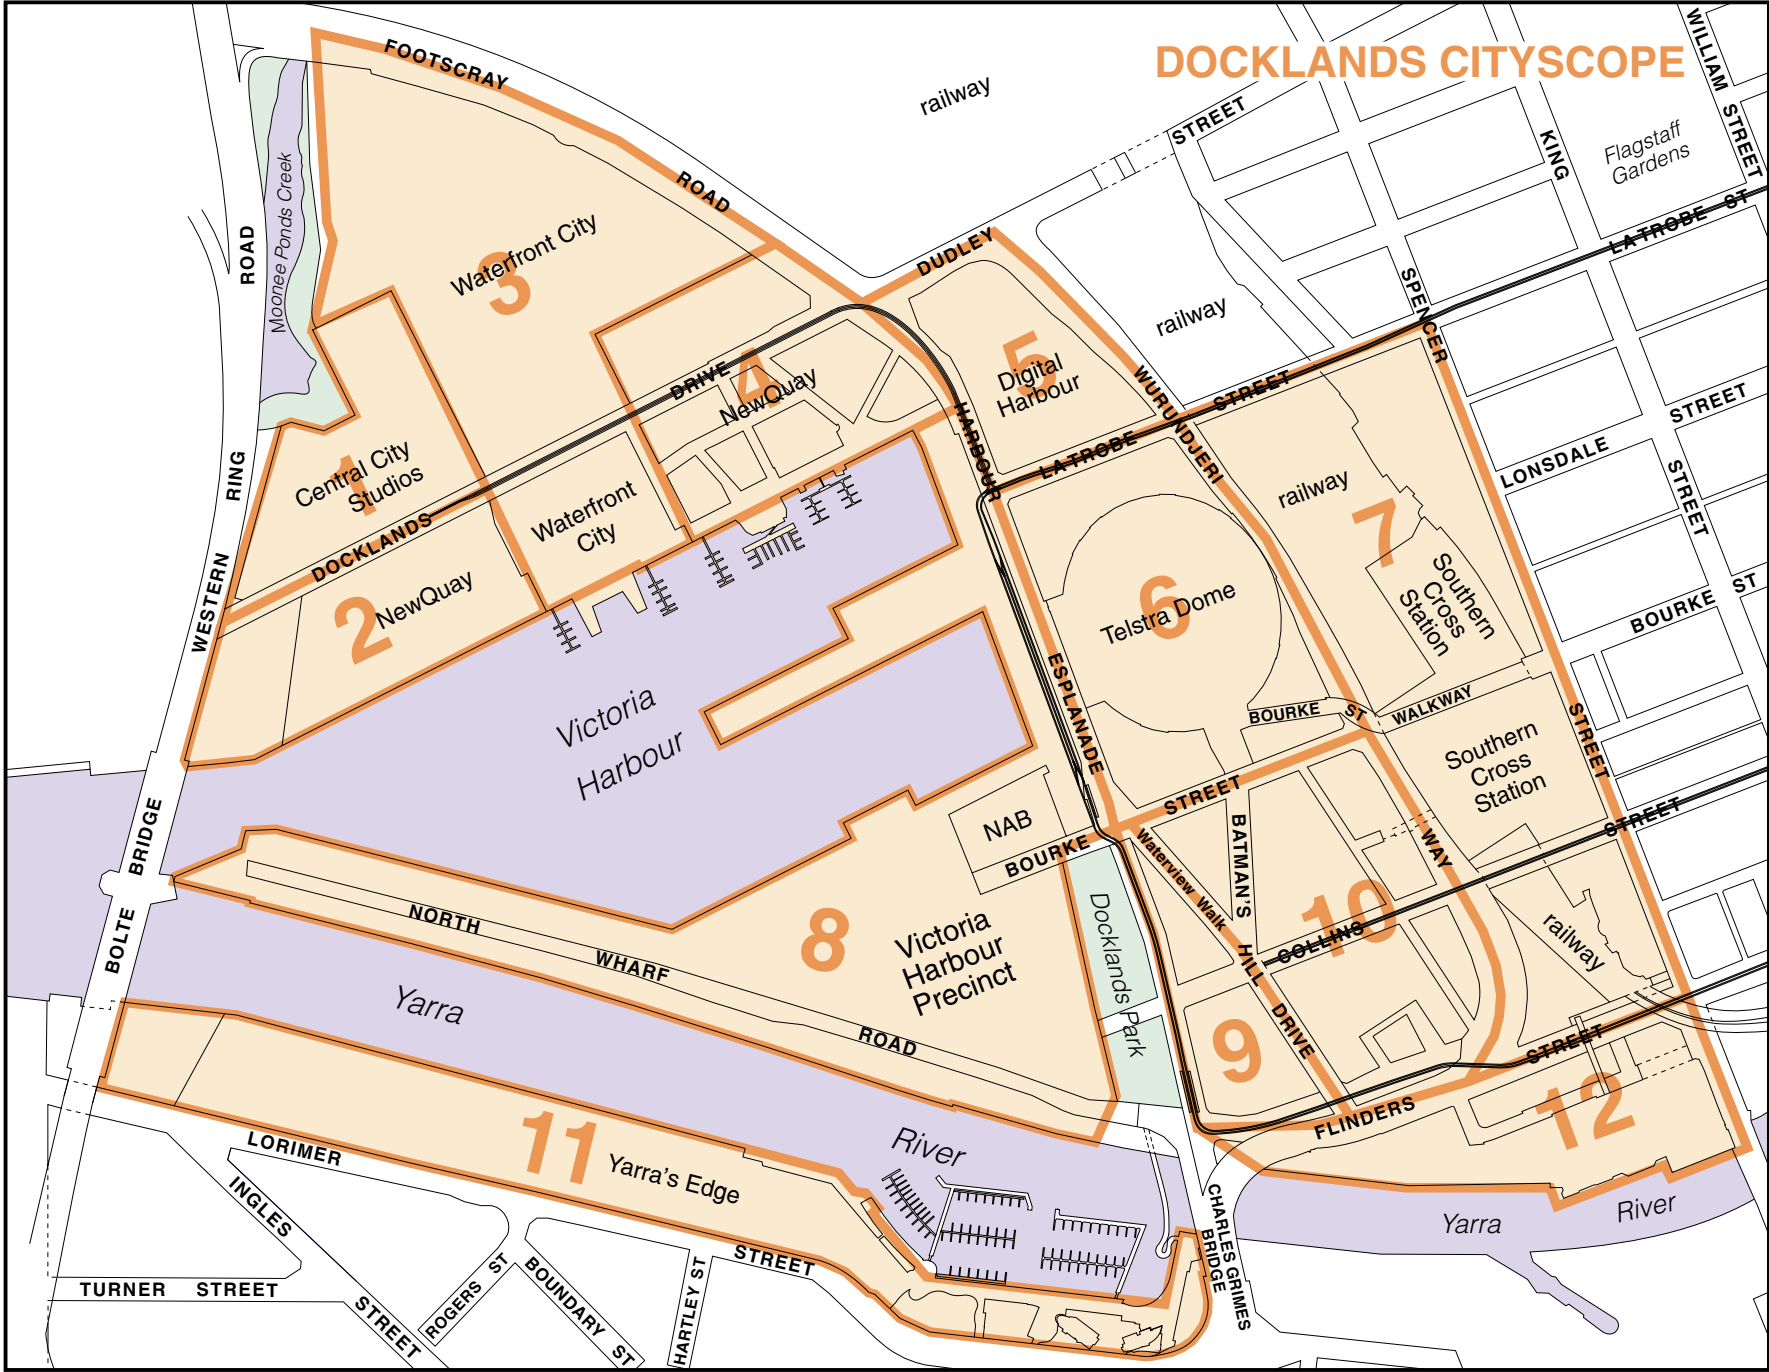 DOCKLANDS CITYSCOPE
FOOTSCRAY
ROAD
railway
STREET
WILLIAM
STREET
KING
Flagstaff
Gardens
LATROBE ST
Moonee Ponds Creek
ROAD
RING
WESTERN
Waterfront City
3
DUDLEY
railway
SPENCER
STREET
5
Digital
Harbour
WURUNDJERI
STREET
LATROBE
HARBOUR
4
NewQuay
DRIVE
DOCKLANDS
1
Central City
Studios
Waterfront
City
2
NewQuay
railway
7
Southern
Cross
Station
LONSDALE
STREET
STREET
BOURKE ST
6
Telstra Dome
ESPLANADE
BOURKE ST
WALKWAY
Southern
Cross
Station
STREET
STREET
Victoria
Harbour
NAB
BOURKE
STREET
Waterview Walk
BATMAN'S
HILL
DRIVE
WAY
10
COLLINS
railway
BOLTE BRIDGE
NORTH
WHARF
ROAD
8
Victoria
Harbour
Precinct
Docklands Park
9
STREET
FLINDERS
12
Yarra
River
11
Yarra's Edge
LORIMER
STREET
INGLES
STREET
TURNER STREET
ROGERS ST
BOUNDARY ST
HARTLEY ST
CHARLES GRIMES
BRIDGE
Yarra
River